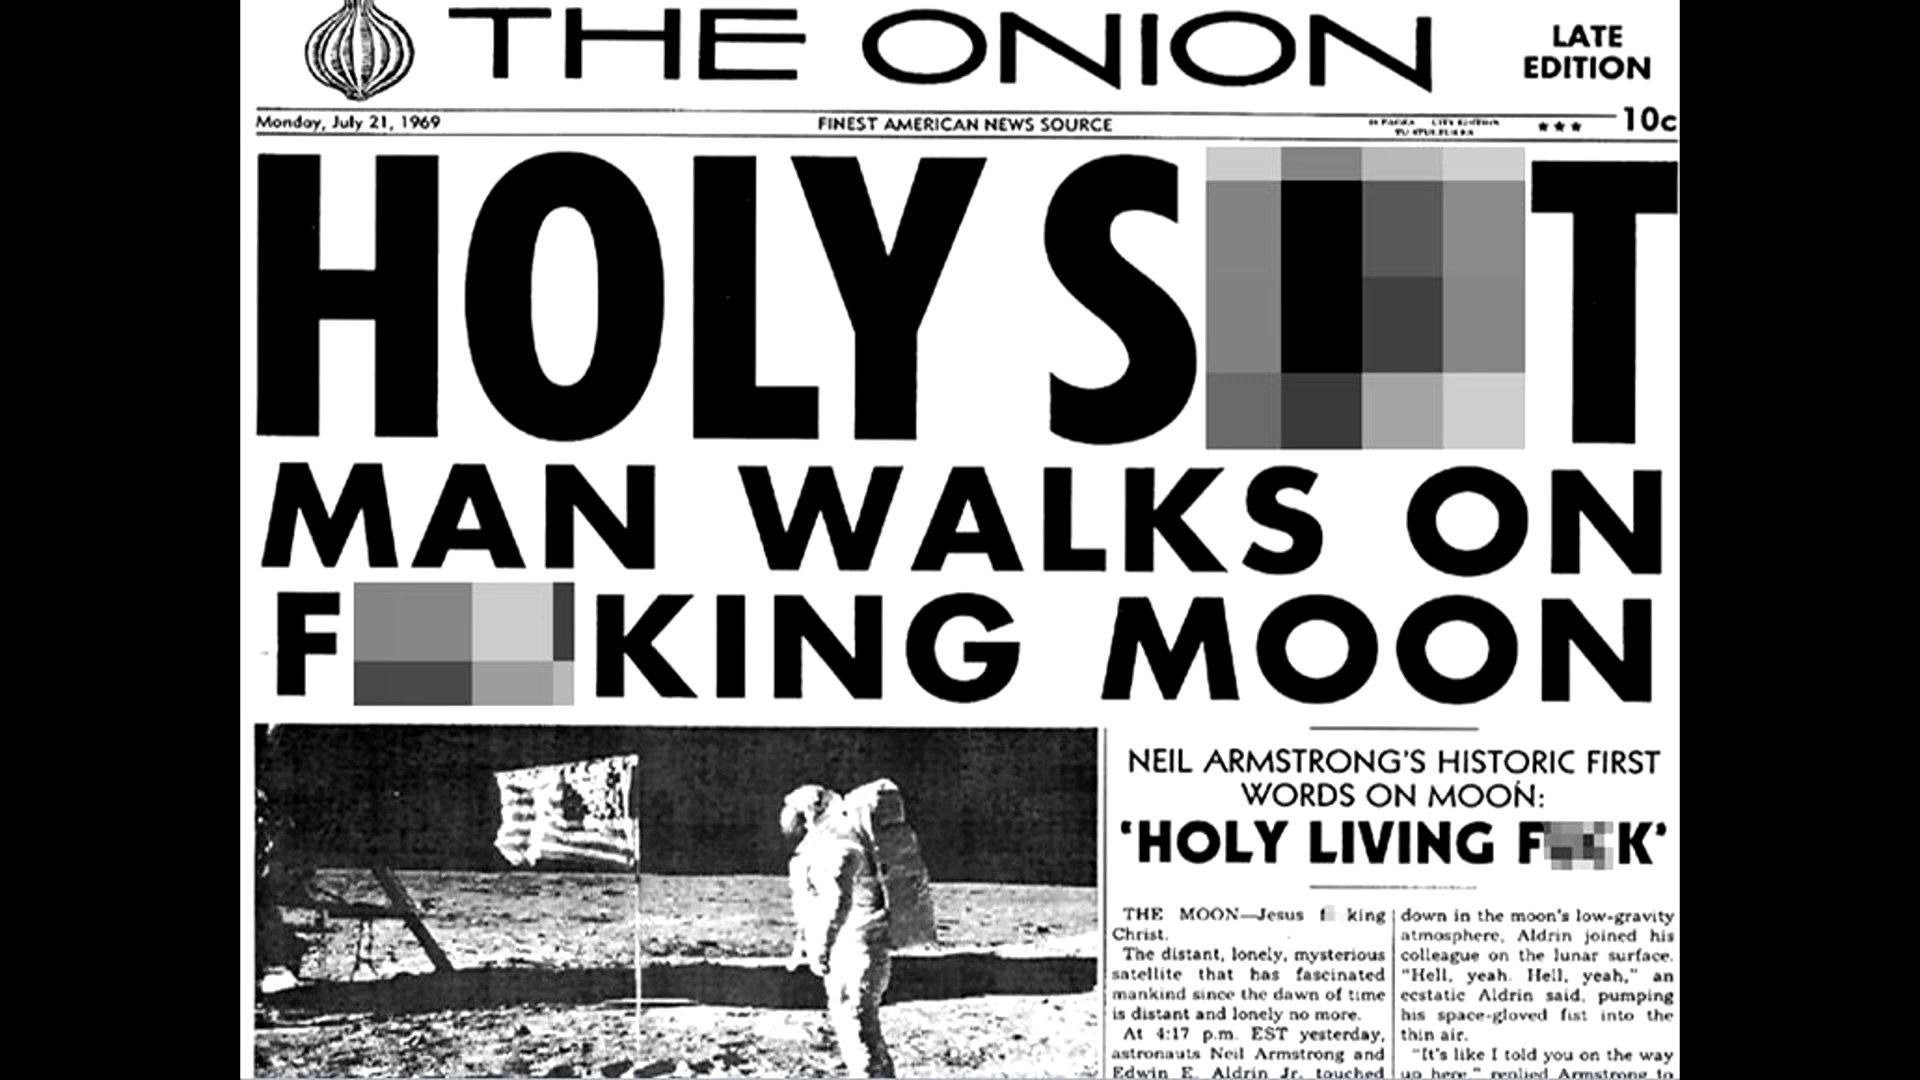 THE ONION
LATE
EDITION
Monday, July 21, 1969
FINEST AMERICAN NEWS SOURCE
10c
HOLY S T
MAN WALKS ON
F KING MOON
NEIL ARMSTRONG'S HISTORIC FIRST
WORDS ON MOON:
‘HOLY LIVING F K’
THE MOON—Jesus f king
Christ.
The distant, lonely, mysterious
satellite that has fascinated
mankind since the dawn of time
is distant and lonely no more.
At 4:17 p.m. EST yesterday,
astronauts Neil Armstrong and
Edwin E. Aldrin Jr. touched
down in the moon's low-gravity
atmosphere, Aldrin joined his
colleague on the lunar surface.
“Hell, yeah. Hell, yeah,” an
ecstatic Aldrin said, pumping
his space-gloved fist into the
thin air.
“It's like I told you on the way
up here,” replied Armstrong to